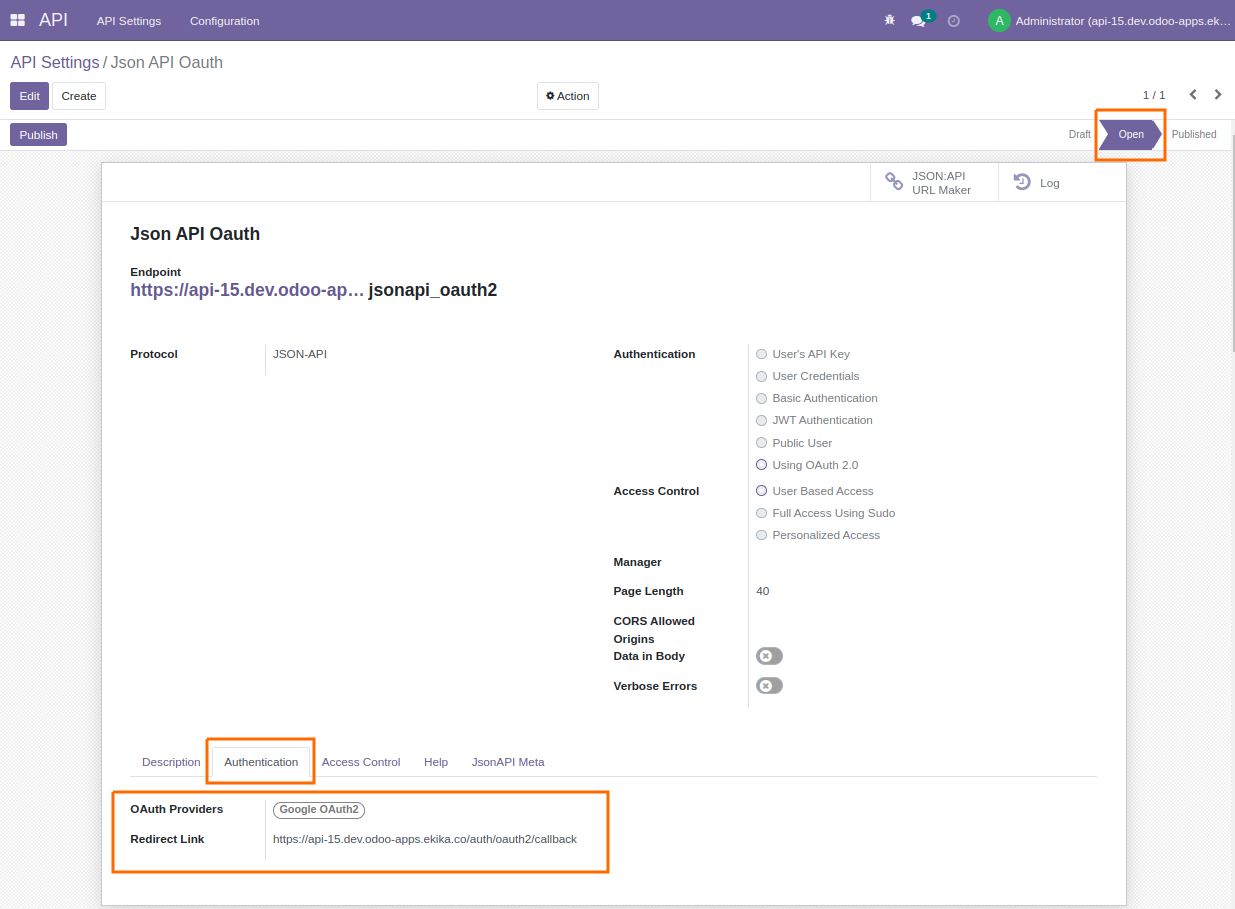 API API Settings Configuration 1 A Administrator (api-15.dev.odoo-apps.ek...
API Settings / Json API Oauth
Edit Create Action 1 / 1
Publish Draft Open Published
JSON:API
URL Maker
Log
Json API Oauth
Endpoint
https://api-15.dev.odoo-ap... jsonapi_oauth2
Protocol JSON-API
Authentication User's API Key
User Credentials
Basic Authentication
JWT Authentication
Public User
Using OAuth 2.0
Access Control User Based Access
Full Access Using Sudo
Personalized Access
Manager
Page Length 40
CORS Allowed
Origins
Data in Body
Verbose Errors
Description Authentication Access Control Help JsonAPI Meta
OAuth Providers Google OAuth2
Redirect Link https://api-15.dev.odoo-apps.ekika.co/auth/oauth2/callback